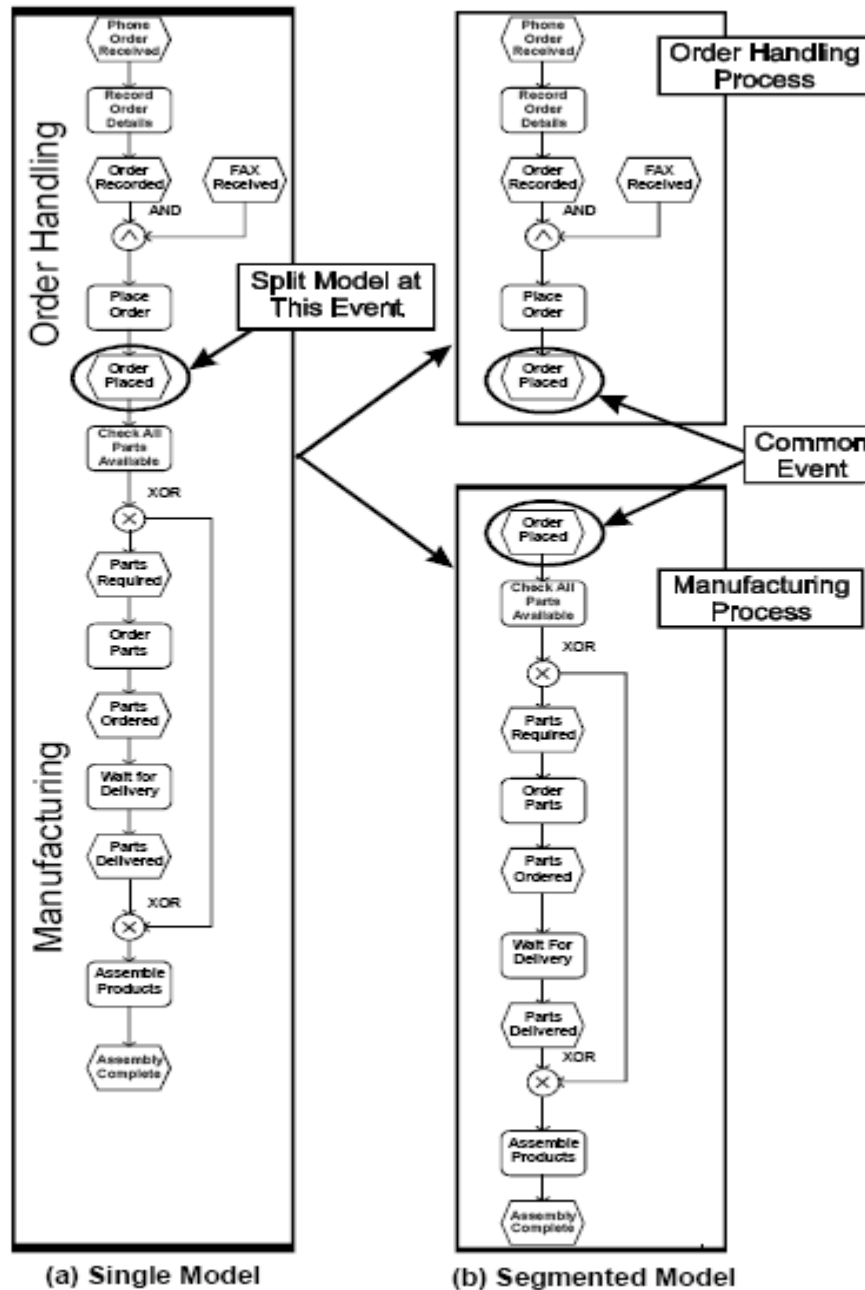 Phone
Order
Received
Record
Order
Details
Order
Recorded
FAX
Received
AND
Place
Order
Order
Placed
Check All
Parts
Available
XOR
Parts
Required
Order
Parts
Parts
Ordered
Wait for
Delivery
Parts
Delivered
XOR
Assemble
Products
Assembly
Complete
Order Handling
Manufacturing
Split Model at
This Event
(a) Single Model
Phone
Order
Received
Order Handling
Process
Record
Order
Details
Order
Recorded
FAX
Received
AND
Place
Order
Order
Placed
Common
Event
Order
Placed
Manufacturing
Process
Check All
Parts
Available
XOR
Parts
Required
Order
Parts
Parts
Ordered
Wait For
Delivery
Parts
Delivered
XOR
Assemble
Products
Assembly
Complete
(b) Segmented Model